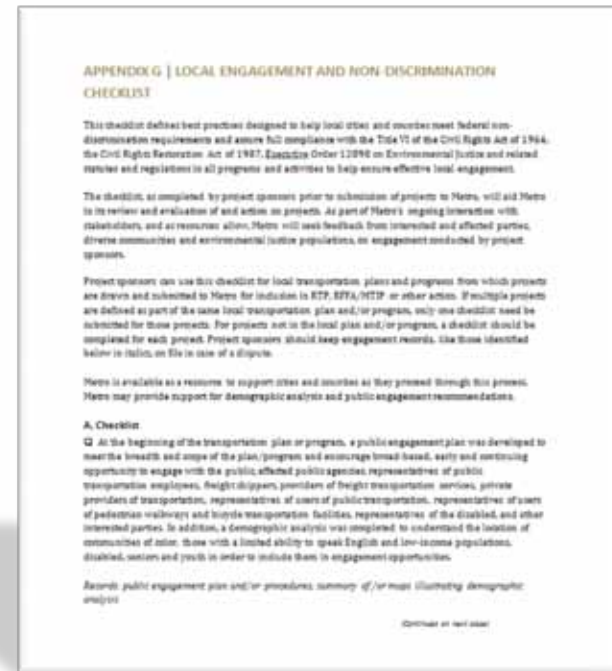 APPENDIX G | LOCAL ENGAGEMENT AND NON-DISCRIMINATION
CHECKLIST
This checklist defines best practices designed to help local cities and counties meet federal non-
discrimination requirements and assure full compliance with the Title VI of the Civil Rights Act of 1964,
the Civil Rights Restoration Act of 1987, Executive Order 12898 on Environmental Justice and related
statutes and regulations in all programs and activities to help ensure effective local engagement.
The checklist, as completed by project sponsors prior to submission of projects to Metro, will aid Metro
in its review and evaluation of and action on projects. As part of Metro's ongoing interaction with
stakeholders, and as resources allow, Metro will seek feedback from interested and affected parties,
diverse communities and environmental justice populations, on engagement conducted by project
sponsors.
Project sponsors can use this checklist for local transportation plans and programs from which projects
are drawn and submitted to Metro for inclusion in RTP, RFFA/MTIP or other action. If multiple projects
are defined as part of the same local transportation plan and/or program, only one checklist need be
submitted for those projects. For projects not in the local plan and/or program, a checklist should be
completed for each project. Project sponsors should keep engagement records, like those identified
below in italics, on file in case of a dispute.
Metro is available as a resource to support cities and counties as they proceed through this process.
Metro may provide support for demographic analysis and public engagement recommendations.
A. Checklist
❑ At the beginning of the transportation plan or program, a public engagement plan was developed to
meet the breadth and scope of the plan/program and encourage broad-based, early and continuing
opportunity to engage with the public, affected public agencies, representatives of public
transportation employees, freight shippers, providers of freight transportation services, private
providers of transportation, representatives of users of public transportation, representatives of users
of pedestrian walkways and bicycle transportation facilities, representatives of the disabled, and other
interested parties. In addition, a demographic analysis was completed to understand the location of
communities of color, those with a limited ability to speak English and low-income populations,
disabled, seniors and youth in order to include them in engagement opportunities.
Records: public engagement plan and/or procedures; summary of/or maps illustrating demographic
analysis
Continues on next page